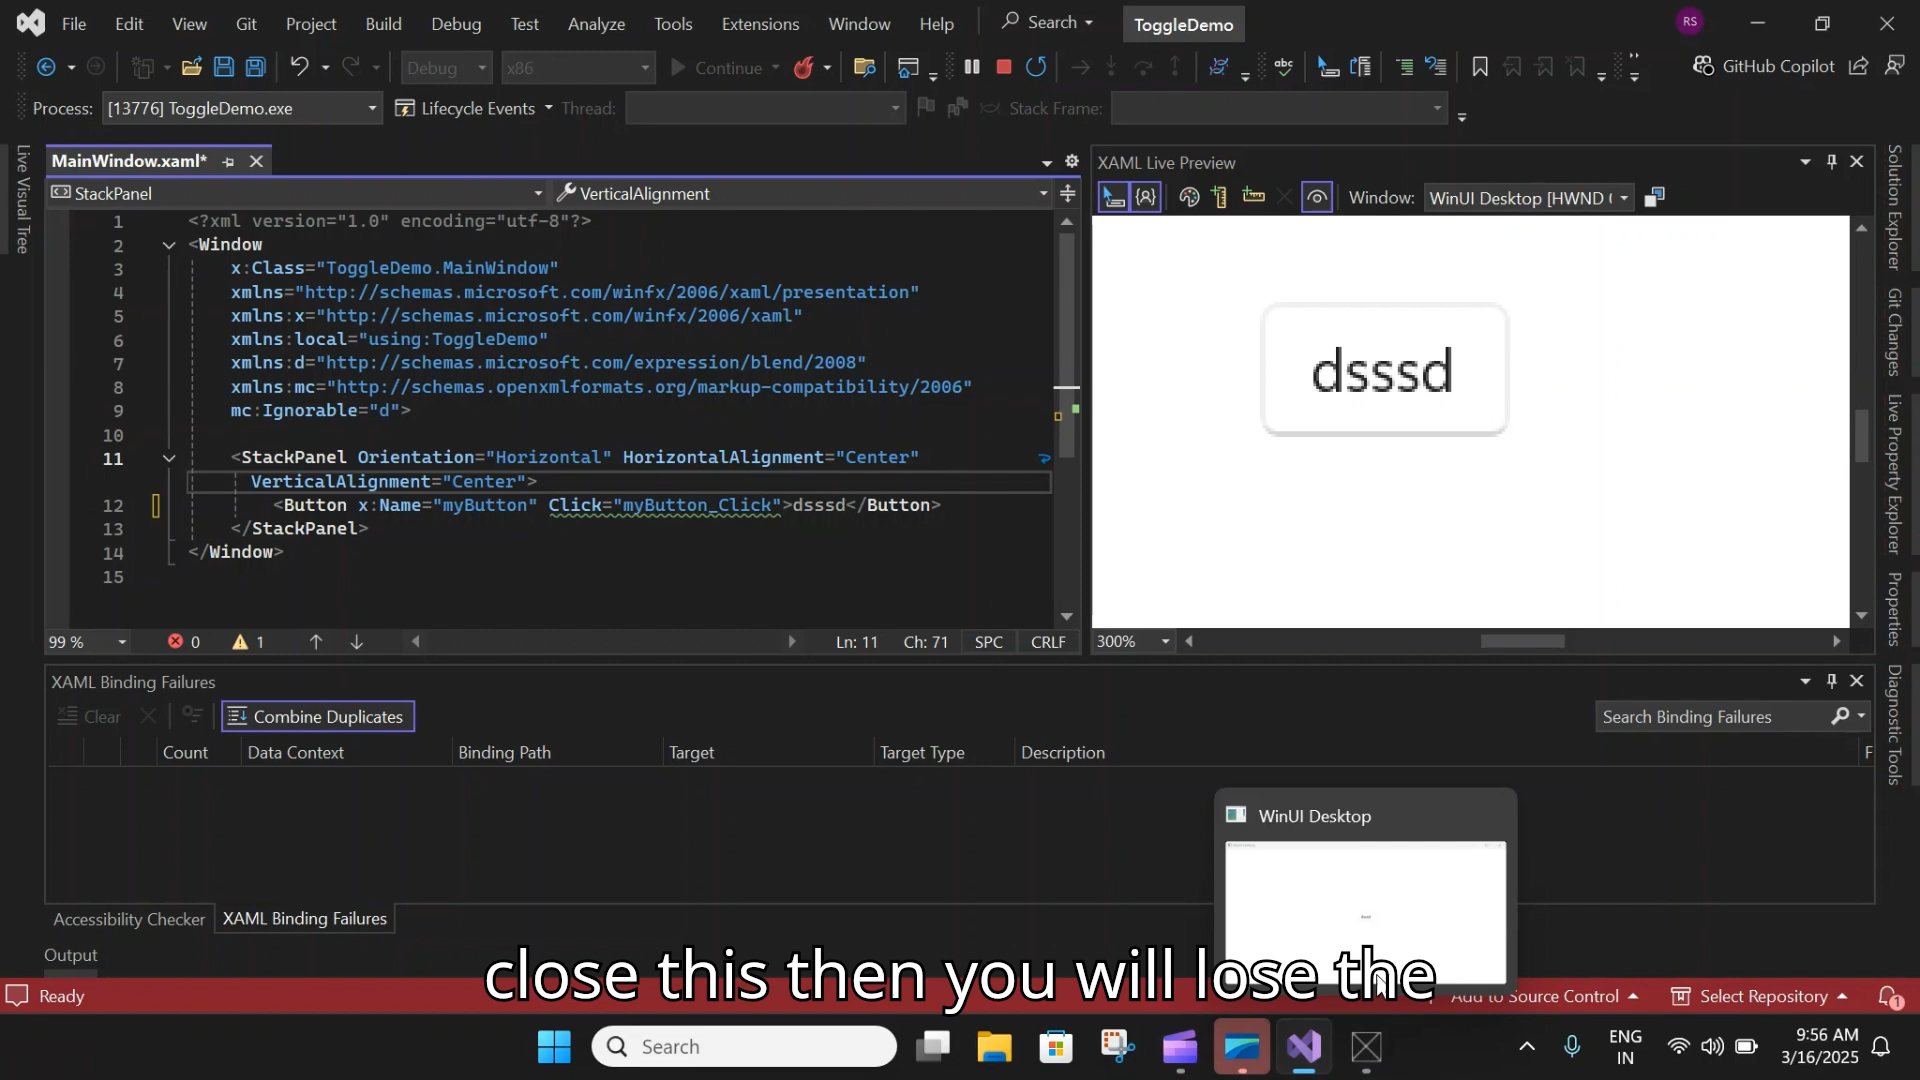 File Edit View Git Project Build Debug Test Analyze Tools Extensions Window Help Search ToggleDemo RS
Debug x86 Continue GitHub Copilot
Process: [13776] ToggleDemo.exe Lifecycle Events Thread: Stack Frame:
Live Visual Tree
MainWindow.xaml*
StackPanel VerticalAlignment
1 <?xml version="1.0" encoding="utf-8"?>
2 <Window
3 x:Class="ToggleDemo.MainWindow"
4 xmlns="http://schemas.microsoft.com/winfx/2006/xaml/presentation"
5 xmlns:x="http://schemas.microsoft.com/winfx/2006/xaml"
6 xmlns:local="using:ToggleDemo"
7 xmlns:d="http://schemas.microsoft.com/expression/blend/2008"
8 xmlns:mc="http://schemas.openxmlformats.org/markup-compatibility/2006"
9 mc:Ignorable="d">
10
11 <StackPanel Orientation="Horizontal" HorizontalAlignment="Center"
VerticalAlignment="Center">
12 <Button x:Name="myButton" Click="myButton_Click">dsssd</Button>
13 </StackPanel>
14 </Window>
15
99 % 0 1 Ln: 11 Ch: 71 SPC CRLF
XAML Live Preview
Window: WinUI Desktop [HWND
dsssd
300%
Solution Explorer
Git Changes
Live Property Explorer
Properties
Diagnostic Tools
XAML Binding Failures
Clear Combine Duplicates Search Binding Failures
Count Data Context Binding Path Target Target Type Description F
WinUI Desktop
Accessibility Checker XAML Binding Failures
Output
close this then you will lose the
Ready Add to Source Control Select Repository 1
Search
ENG
IN
9:56 AM
3/16/2025